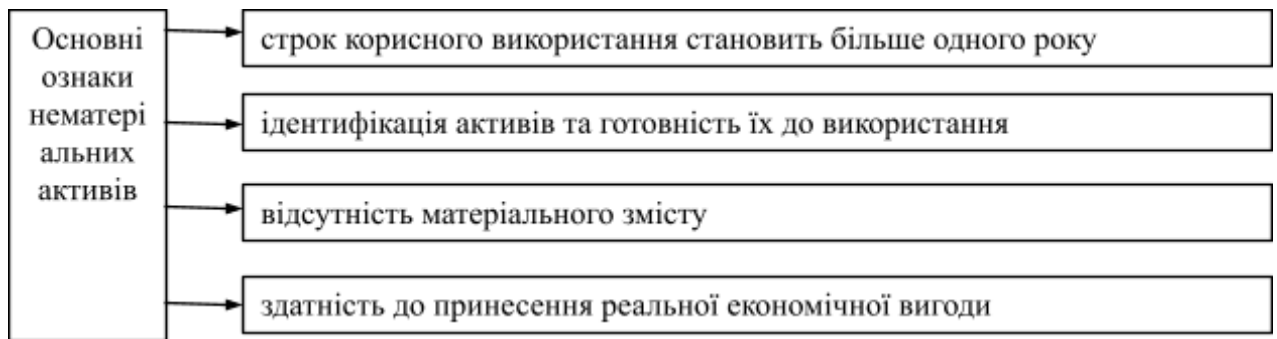 Основні
ознаки
нематері
альних
активів
строк корисного використання становить більше одного року
ідентифікація активів та готовність їх до використання
відсутність матеріального змісту
здатність до принесення реальної економічної вигоди